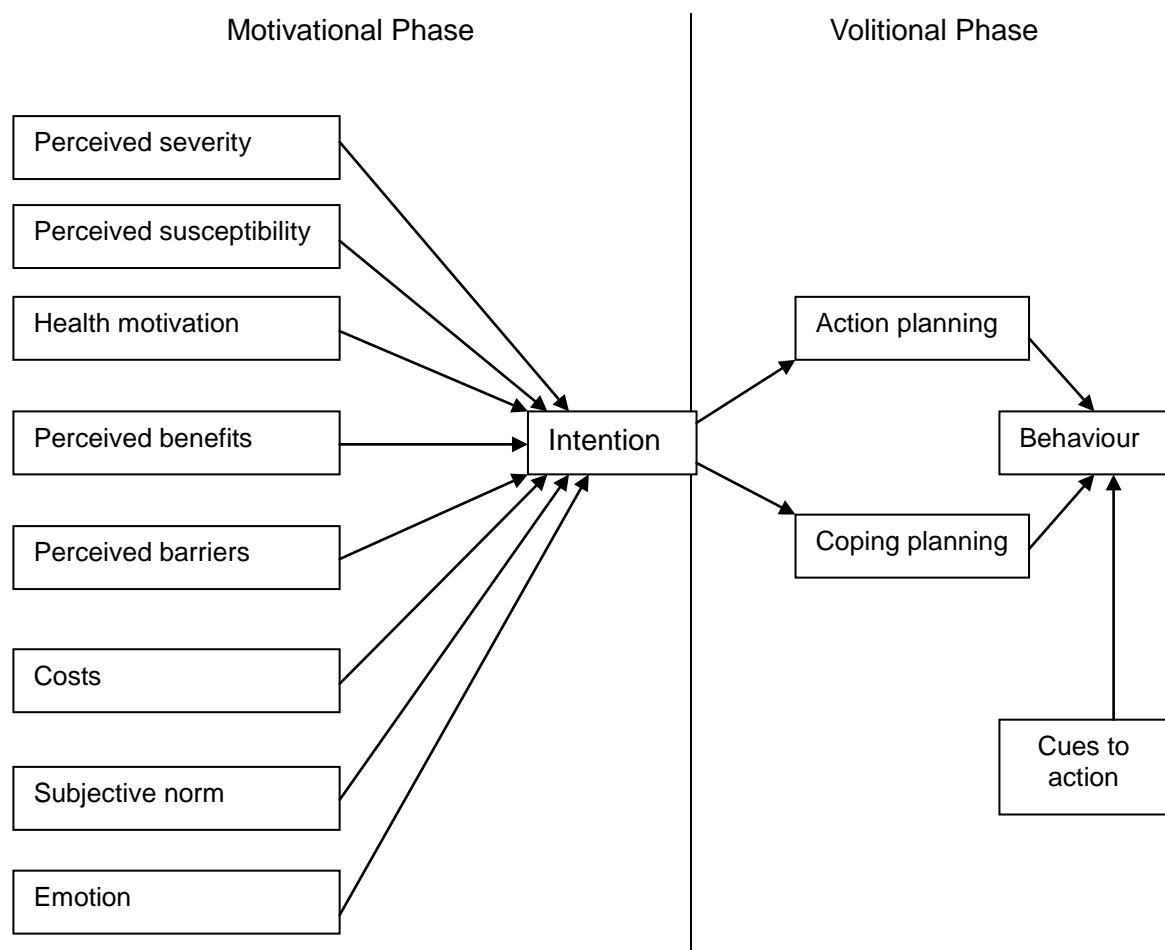 Motivational Phase
Volitional Phase
Perceived severity
Perceived susceptibility
Health motivation
Perceived benefits
Perceived barriers
Costs
Subjective norm
Emotion
Intention
Action planning
Coping planning
Behaviour
Cues to
action